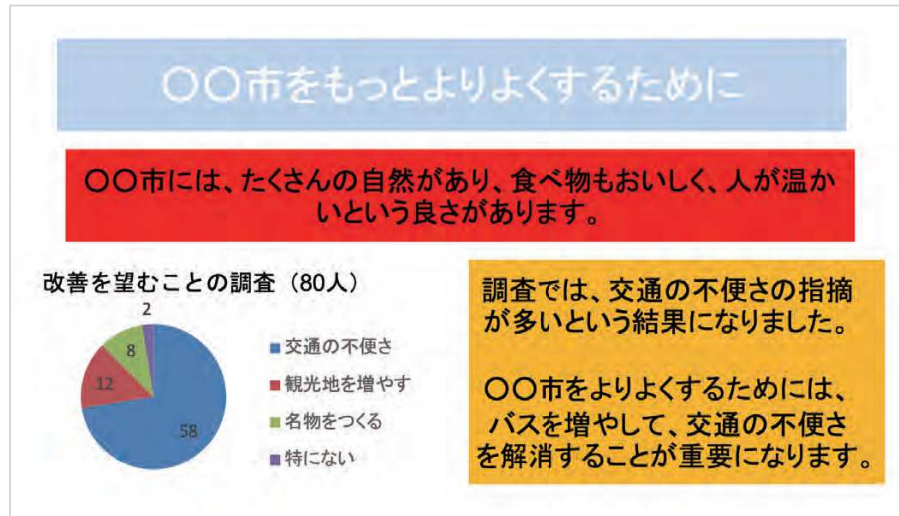 〇〇市をもっとよりよくするために
〇〇市には、たくさんの自然があり、食べ物もおいしく、人が温か
いという良さがあります。
改善を望むことの調査（80人）
2
8
12
58
交通の不便さ
観光地を増やす
名物をつくる
特にない
調査では、交通の不便さの指摘
が多いという結果になりました。
〇〇市をよりよくするためには、
バスを増やして、交通の不便さ
を解消することが重要になります。